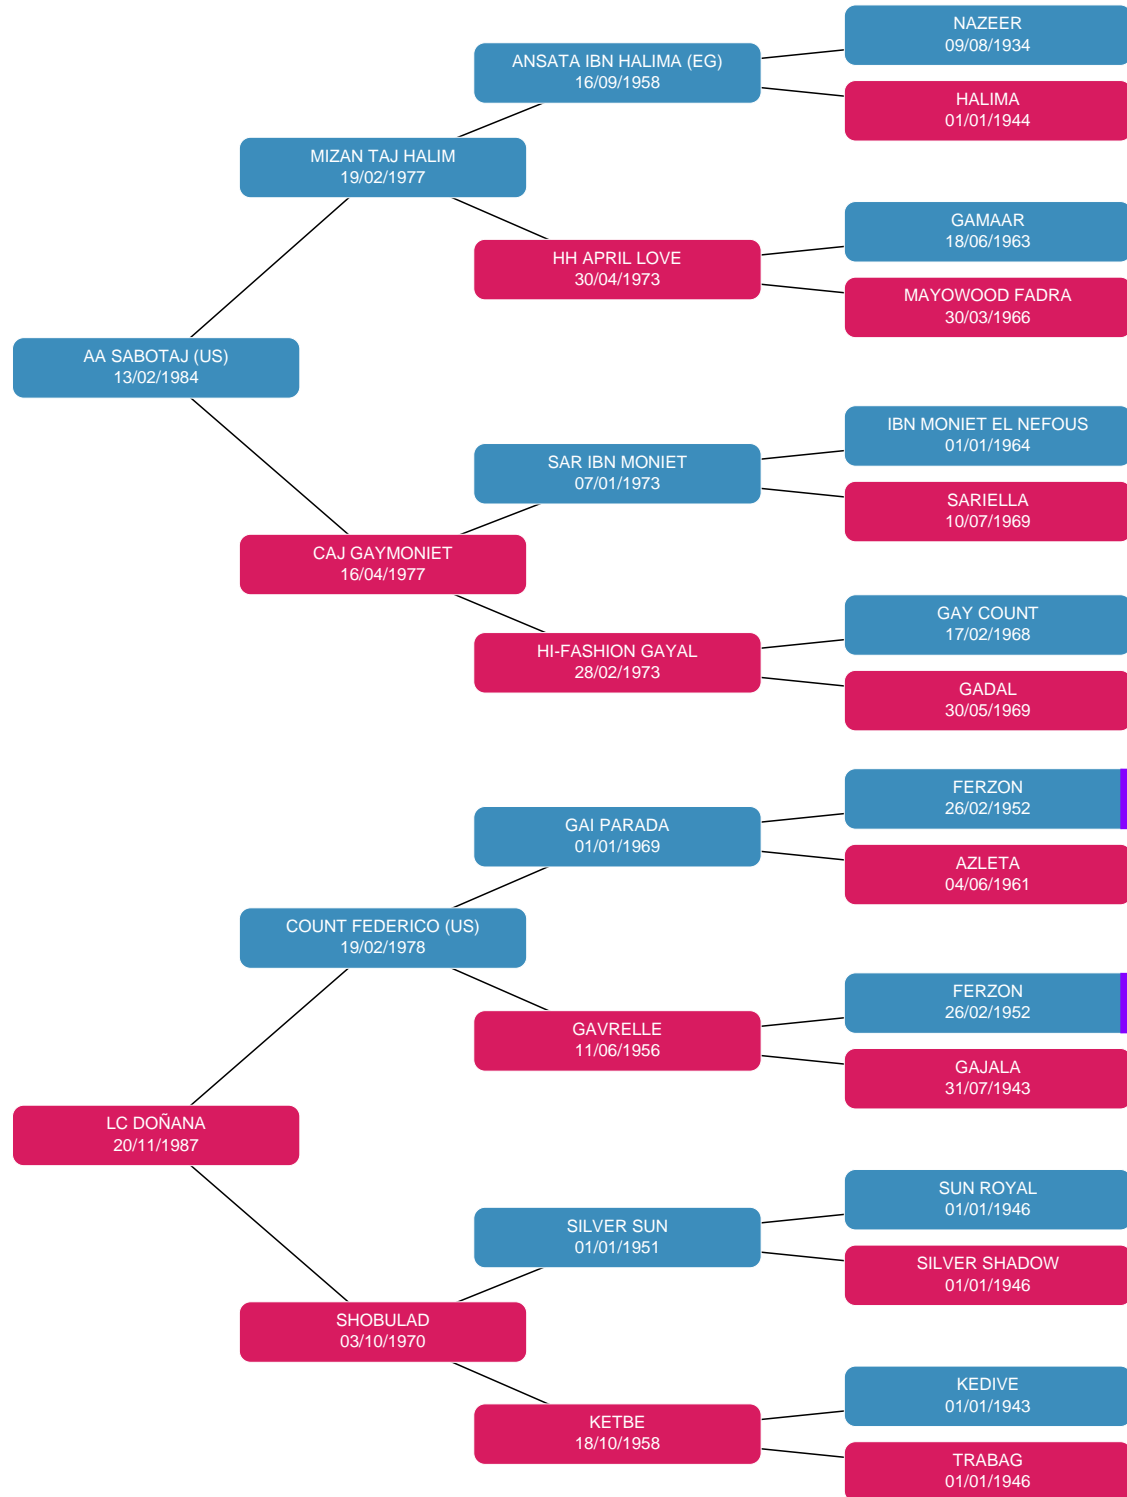 NAZEER
09/08/1934
ANSATA IBN HALIMA (EG)
16/09/1958
HALIMA
01/01/1944
MIZAN TAJ HALIM
19/02/1977
GAMAAR
18/06/1963
HH APRIL LOVE
30/04/1973
MAYOWOOD FADRA
30/03/1966
AA SABOTAJ (US)
13/02/1984
IBN MONIET EL NEFOUS
01/01/1964
SAR IBN MONIET
07/01/1973
SARIELLA
10/07/1969
CAJ GAYMONIET
16/04/1977
GAY COUNT
17/02/1968
HI-FASHION GAYAL
28/02/1973
GADAL
30/05/1969
FERZON
26/02/1952
GAI PARADA
01/01/1969
AZLETA
04/06/1961
COUNT FEDERICO (US)
19/02/1978
FERZON
26/02/1952
GAVRELLE
11/06/1956
GAJALA
31/07/1943
LC DOÑANA
20/11/1987
SUN ROYAL
01/01/1946
SILVER SUN
01/01/1951
SILVER SHADOW
01/01/1946
SHOBULAD
03/10/1970
KEDIVE
01/01/1943
KETBE
18/10/1958
TRABAG
01/01/1946